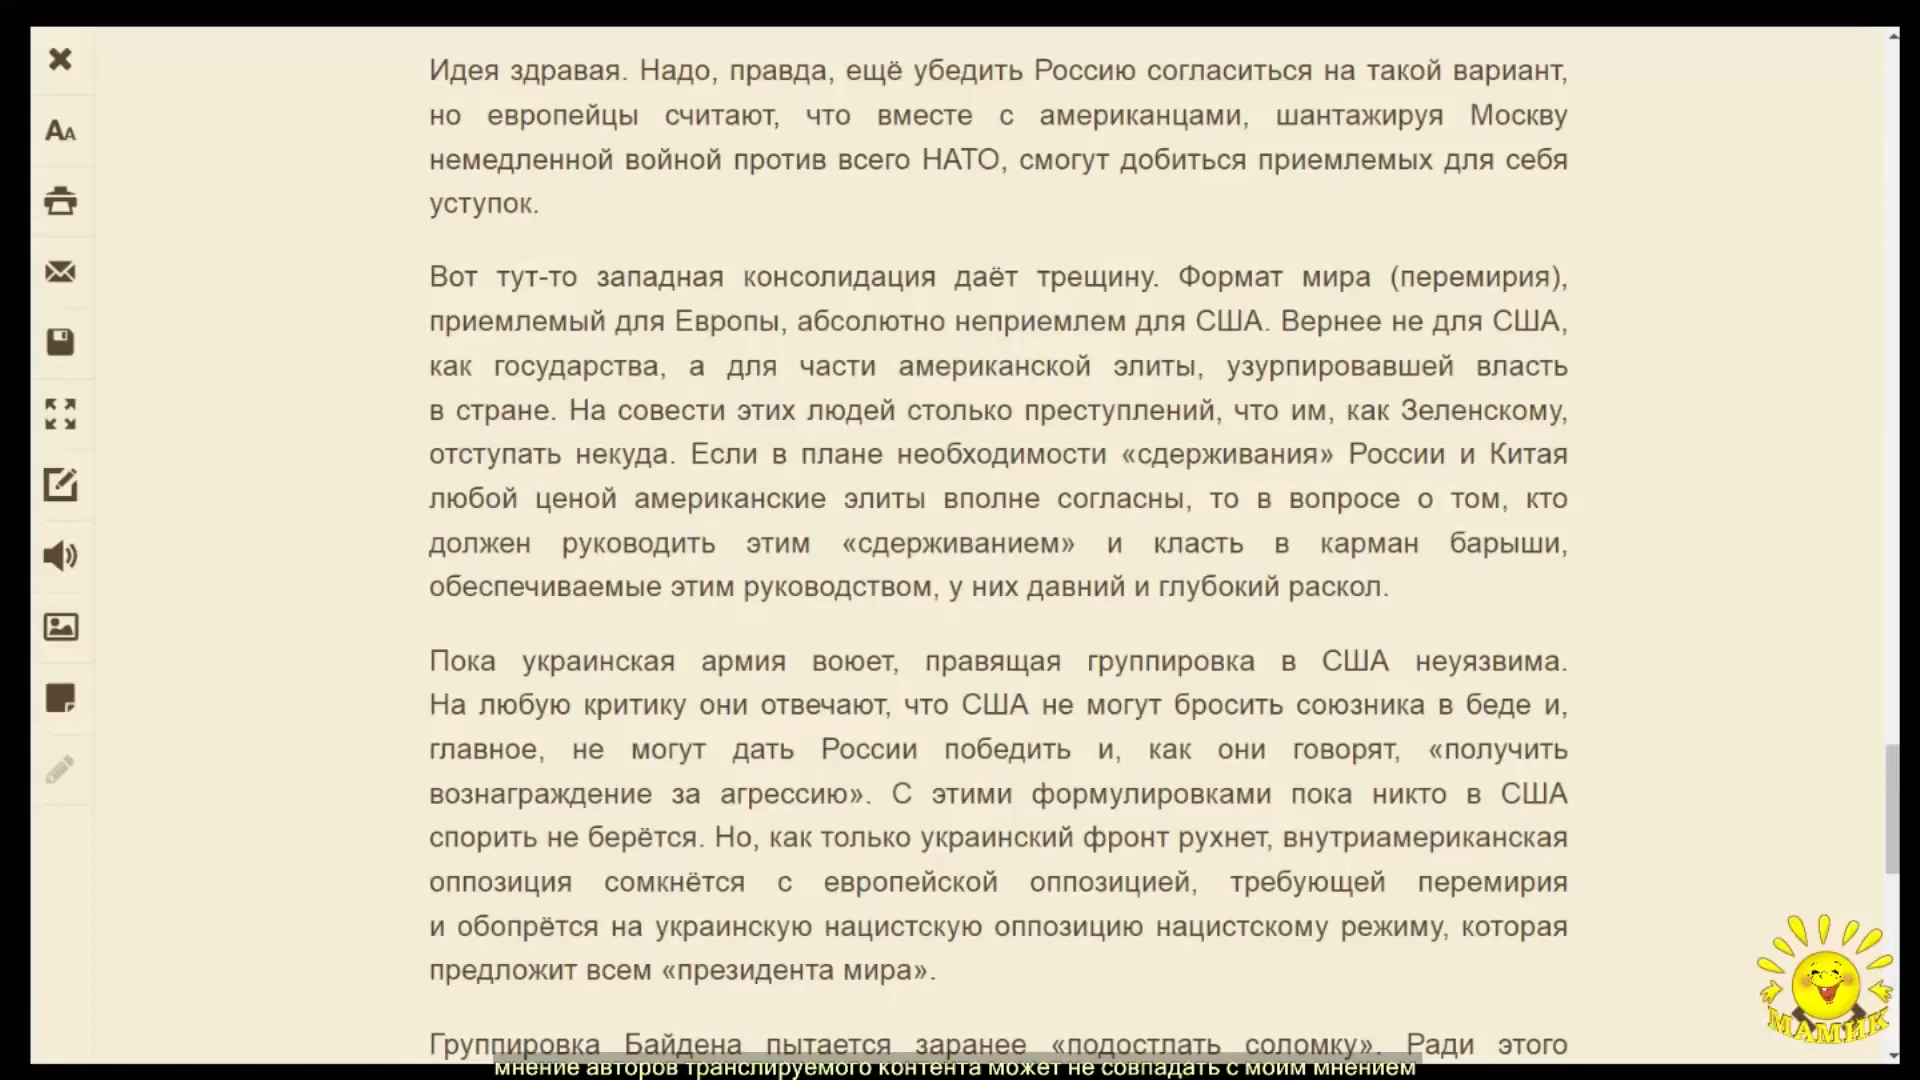 Идея здравая. Надо, правда, ещё убедить Россию согласиться на такой вариант,
но европейцы считают, что вместе с американцами, шантажируя Москву
немедленной войной против всего НАТО, смогут добиться приемлемых для себя
уступок.
Вот тут-то западная консолидация даёт трещину. Формат мира (перемирия),
приемлемый для Европы, абсолютно неприемлем для США. Вернее не для США,
как государства, а для части американской элиты, узурпировавшей власть
в стране. На совести этих людей столько преступлений, что им, как Зеленскому,
отступать некуда. Если в плане необходимости «сдерживания» России и Китая
любой ценой американские элиты вполне согласны, то в вопросе о том, кто
должен руководить этим «сдерживанием» и класть в карман барыши,
обеспечиваемые этим руководством, у них давний и глубокий раскол.
Пока украинская армия воюет, правящая группировка в США неуязвима.
На любую критику они отвечают, что США не могут бросить союзника в беде и,
главное, не могут дать России победить и, как они говорят, «получить
вознаграждение за агрессию». С этими формулировками пока никто в США
спорить не берётся. Но, как только украинский фронт рухнет, внутриамериканская
оппозиция сомкнётся с европейской оппозицией, требующей перемирия
и обопрётся на украинскую нацистскую оппозицию нацистскому режиму, которая
предложит всем «президента мира».
Группировка Байдена пытается заранее «подостлать соломку». Ради этого
мнение авторов транслируемого контента может не совпадать с моим мнением
МАМИК